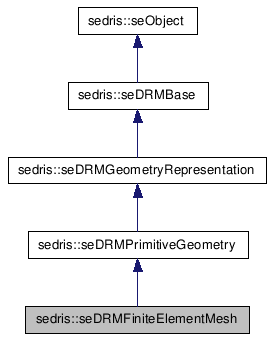 sedris::seObject
sedris::seDRMBase
sedris::seDRMGeometryRepresentation
sedris::seDRMPrimitiveGeometry
sedris::seDRMFiniteElementMesh